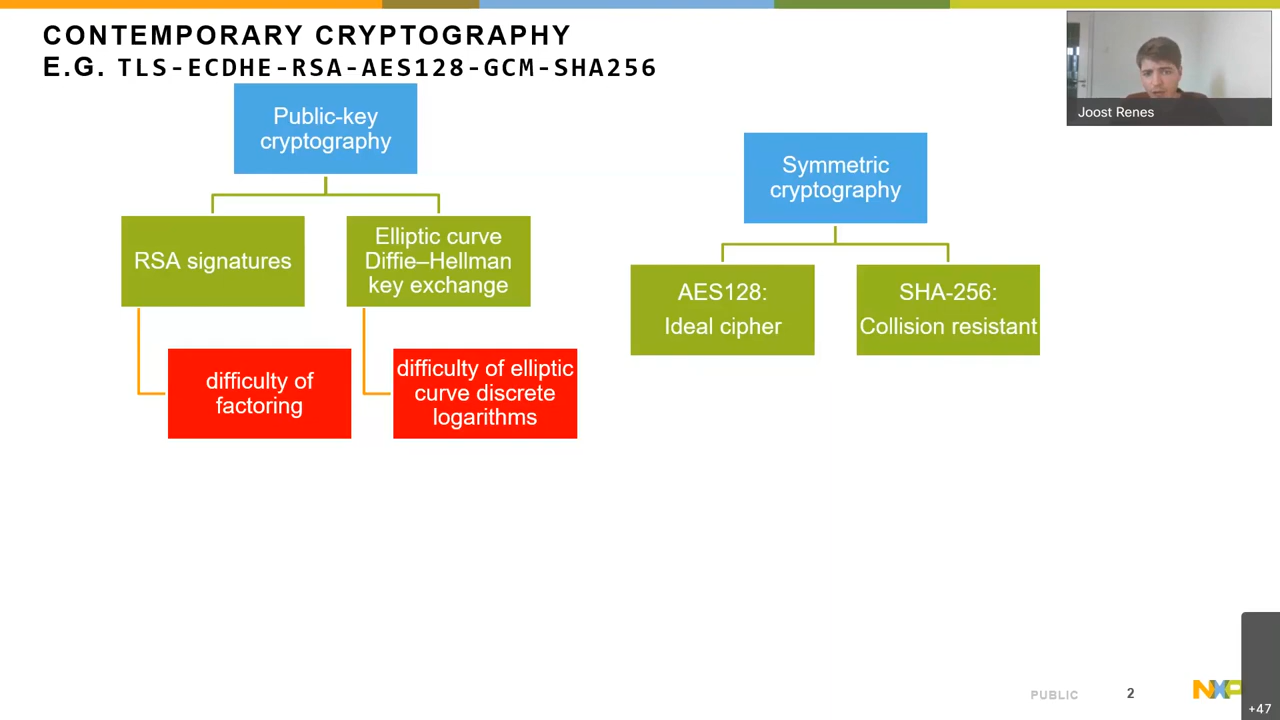 CONTEMPORARY CRYPTOGRAPHY
E.G. TLS-ECDHE-RSA-AES128-GCM-SHA256
Joost Renes
Public-key
cryptography
Symmetric
cryptography
RSA signatures
Elliptic curve
Diffie–Hellman
key exchange
AES128:
Ideal cipher
SHA-256:
Collision resistant
difficulty of
factoring
difficulty of elliptic
curve discrete
logarithms
PUBLIC
2
NXP
+47